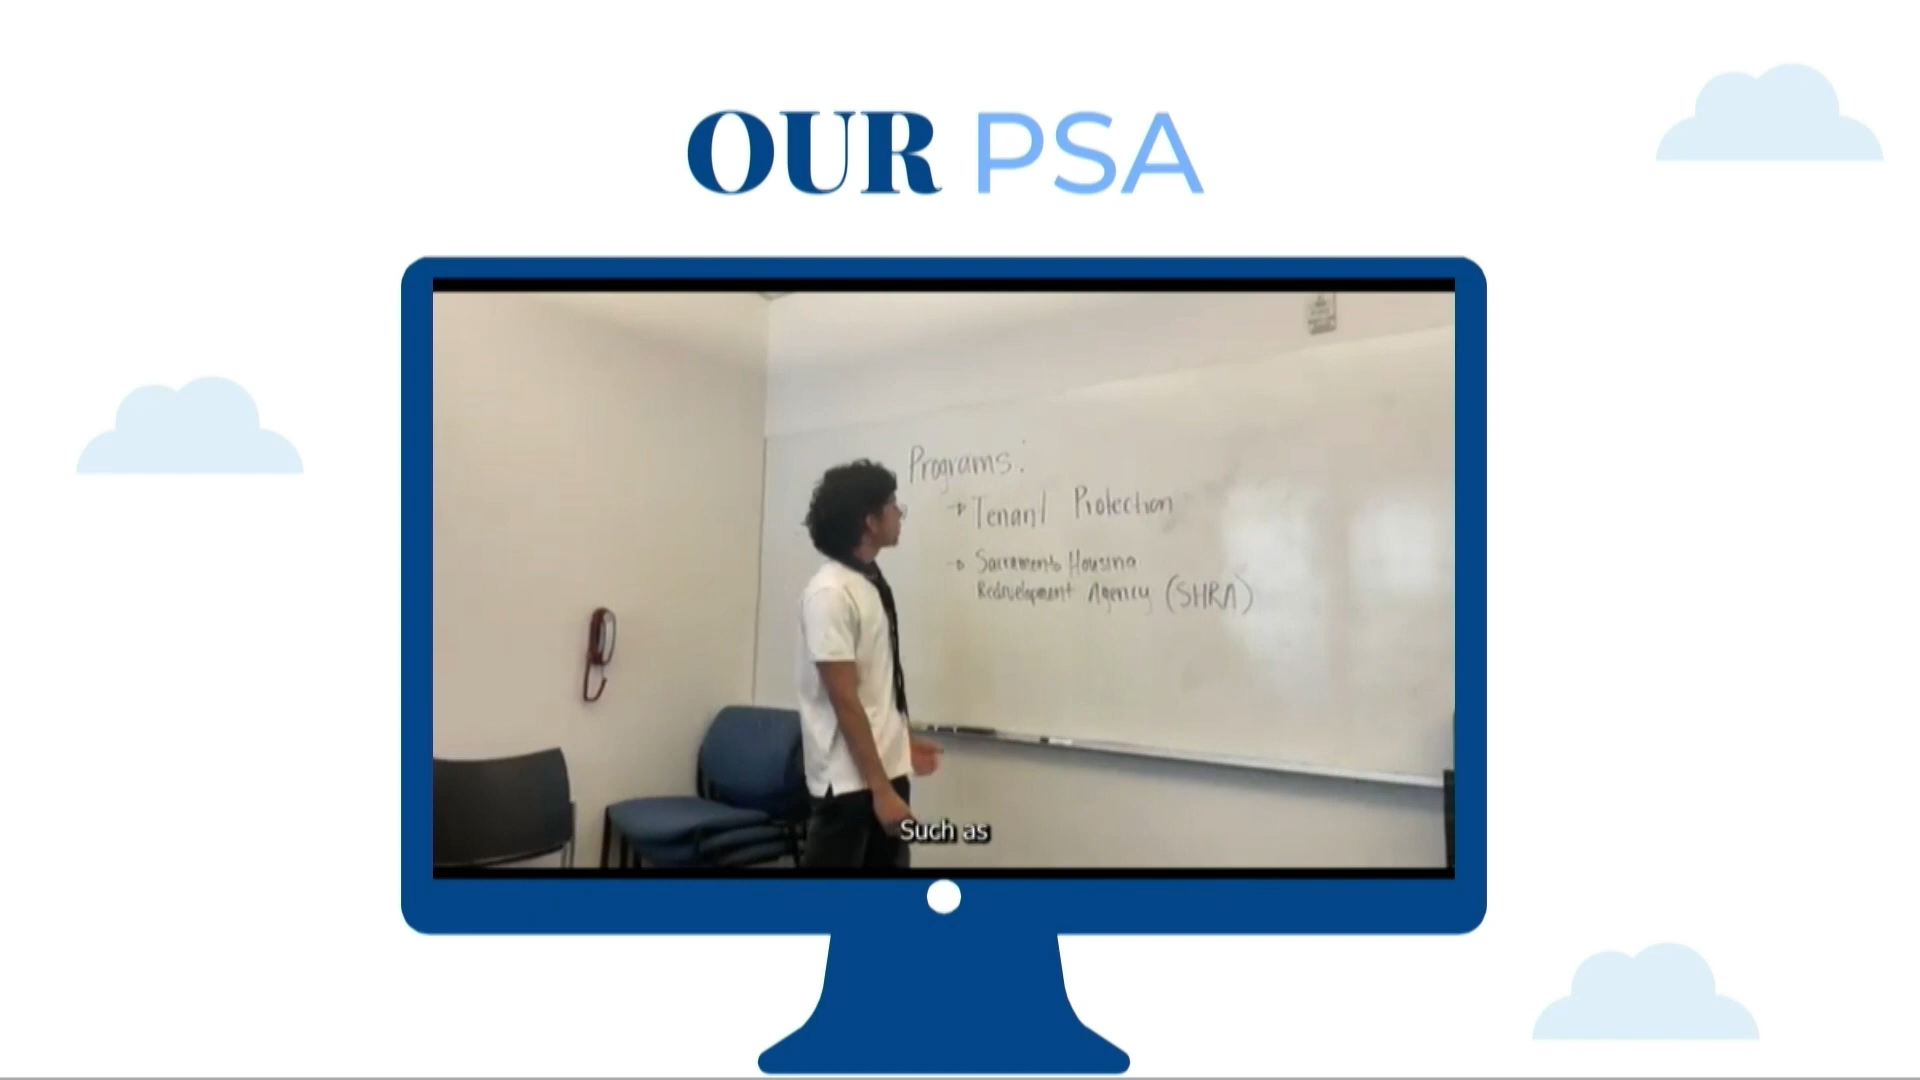 OUR PSA
Programs:
→ Tenant Protection
→ Sacramento Housing
Redevelopment Agency (SHRA)
Such as